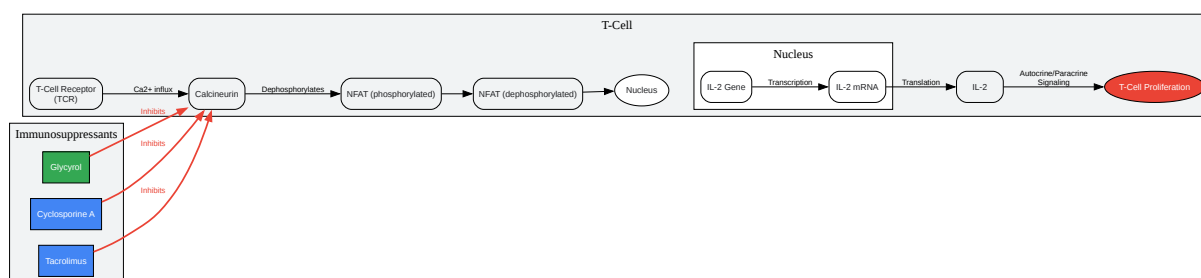 T-Cell
Nucleus
T-Cell Receptor
(TCR)
Ca2+ influx
Calcineurin
Dephosphorylates
NFAT (phosphorylated)
NFAT (dephosphorylated)
Nucleus
IL-2 Gene
Transcription
IL-2 mRNA
Translation
IL-2
Autocrine/Paracrine
Signaling
T-Cell Proliferation
Immunosuppressants
Inhibits
Glycyrol
Inhibits
Cyclosporine A
Inhibits
Tacrolimus